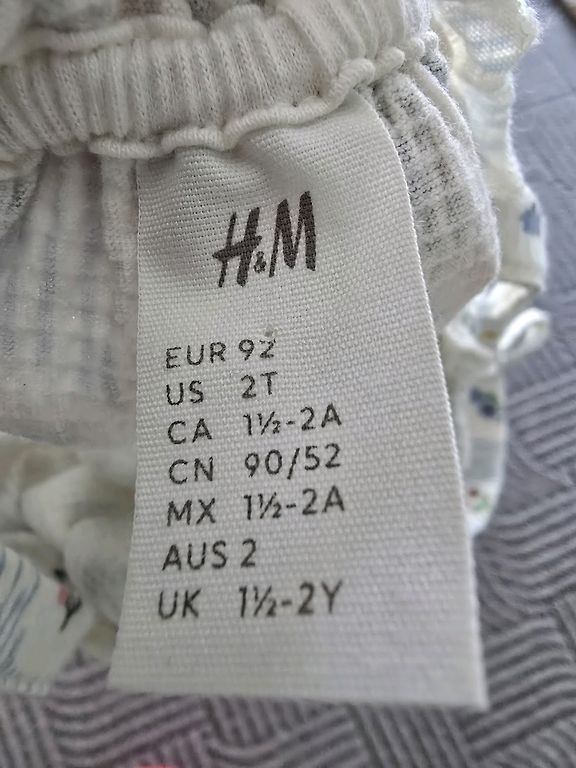 H&M
EUR 92
US 2T
CA 1½-2A
CN 90/52
MX 1½-2A
AUS 2
UK 1½-2Y